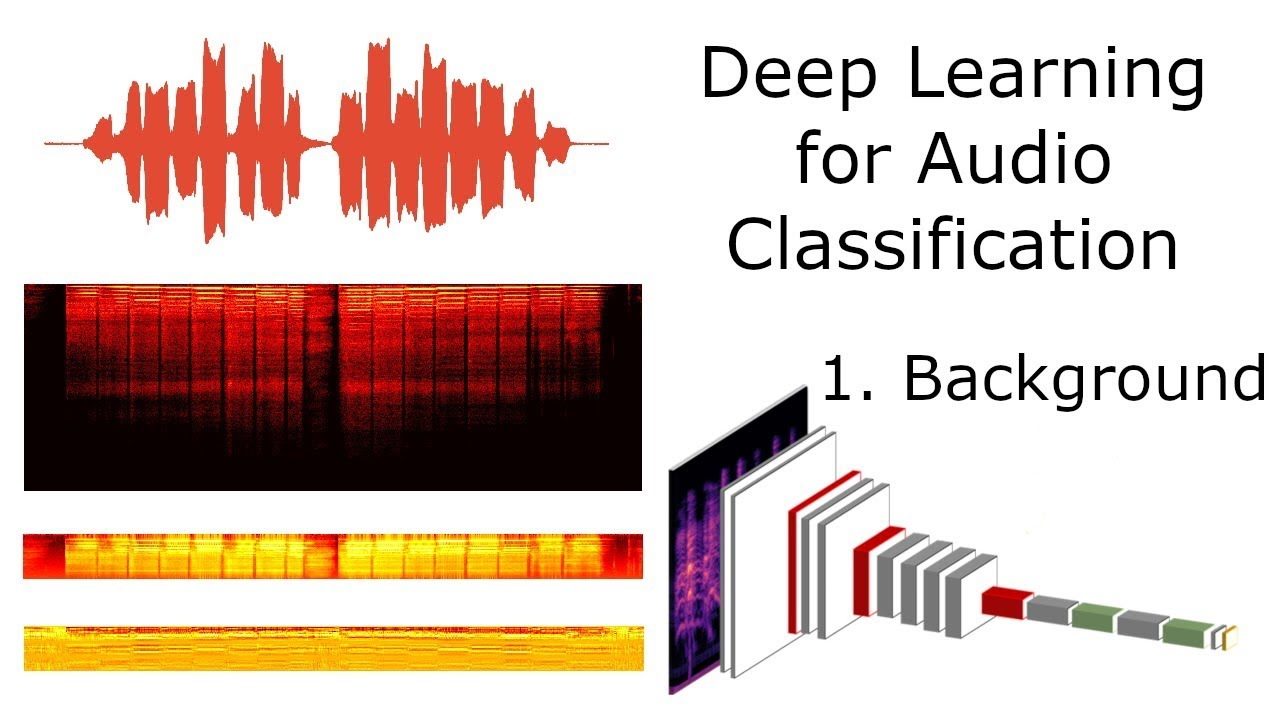 Deep Learning
for Audio
Classification
1. Background